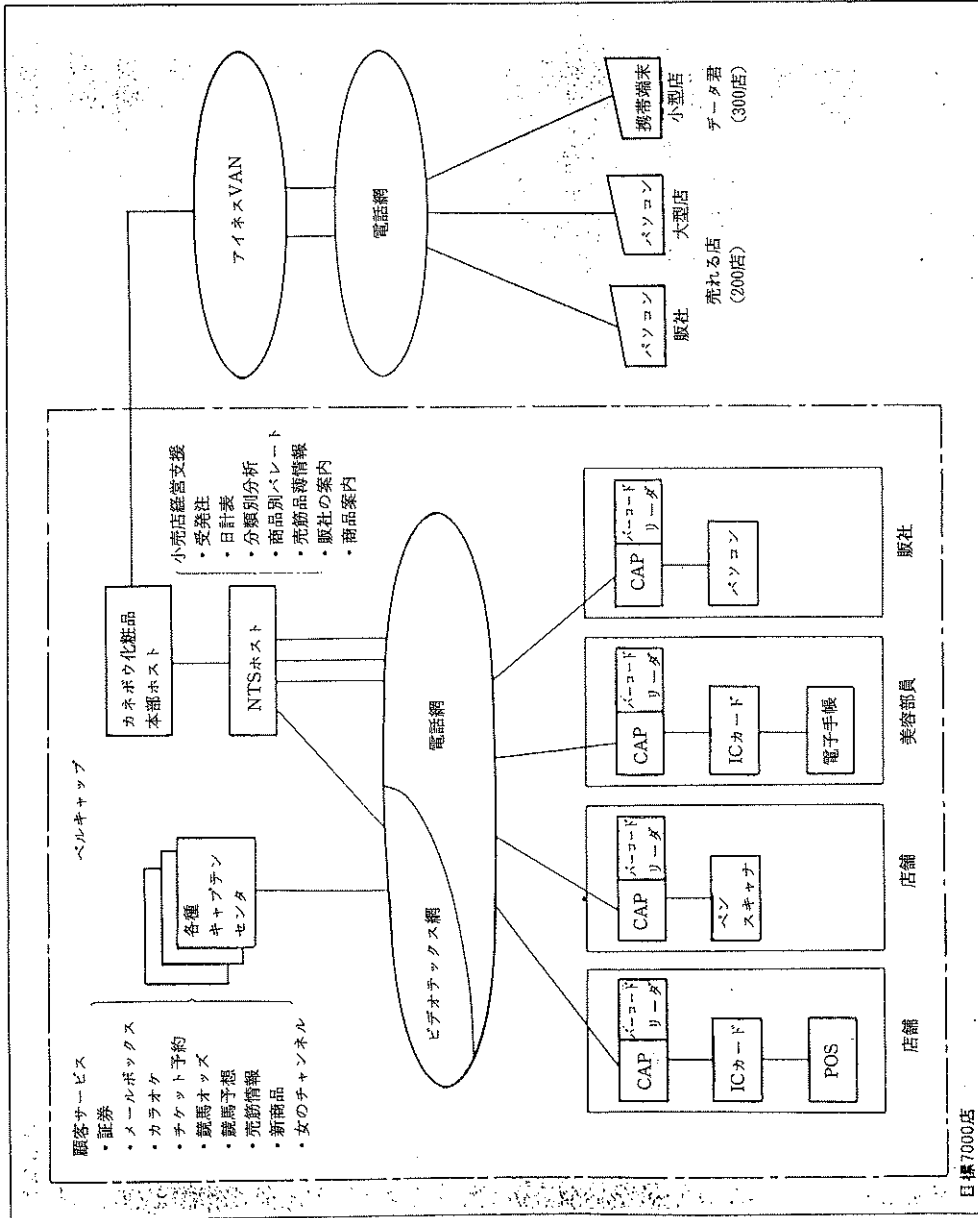 ベルキャップ
顧客サービス
・証券
・メールボックス
・カラオケ
・チケット予約
・競馬オッズ
・競馬予想
・売筋情報
・新商品
・女のチャンネル
各種
キャプテン
センタ
カネボウ化粧品
本部ホスト
NTSホスト
小売店経営支援
・受発注
・日計表
・分類別分析
・商品別パレート
・売筋品薄情報
・販社の案内
・商品案内
ビデオテックス網
電話網
CAP
バーコード
リーダ
ICカード
POS
店舗
CAP
バーコード
リーダ
ペン
スキャナ
店舗
CAP
バーコード
リーダ
ICカード
電子手帳
美容部員
CAP
バーコード
リーダ
パソコン
販社
目標7000店
アイネスVAN
電話網
パソコン
販社
パソコン
大型店
売れる店
(200店)
携帯端末
小型店
データ君
(300店)